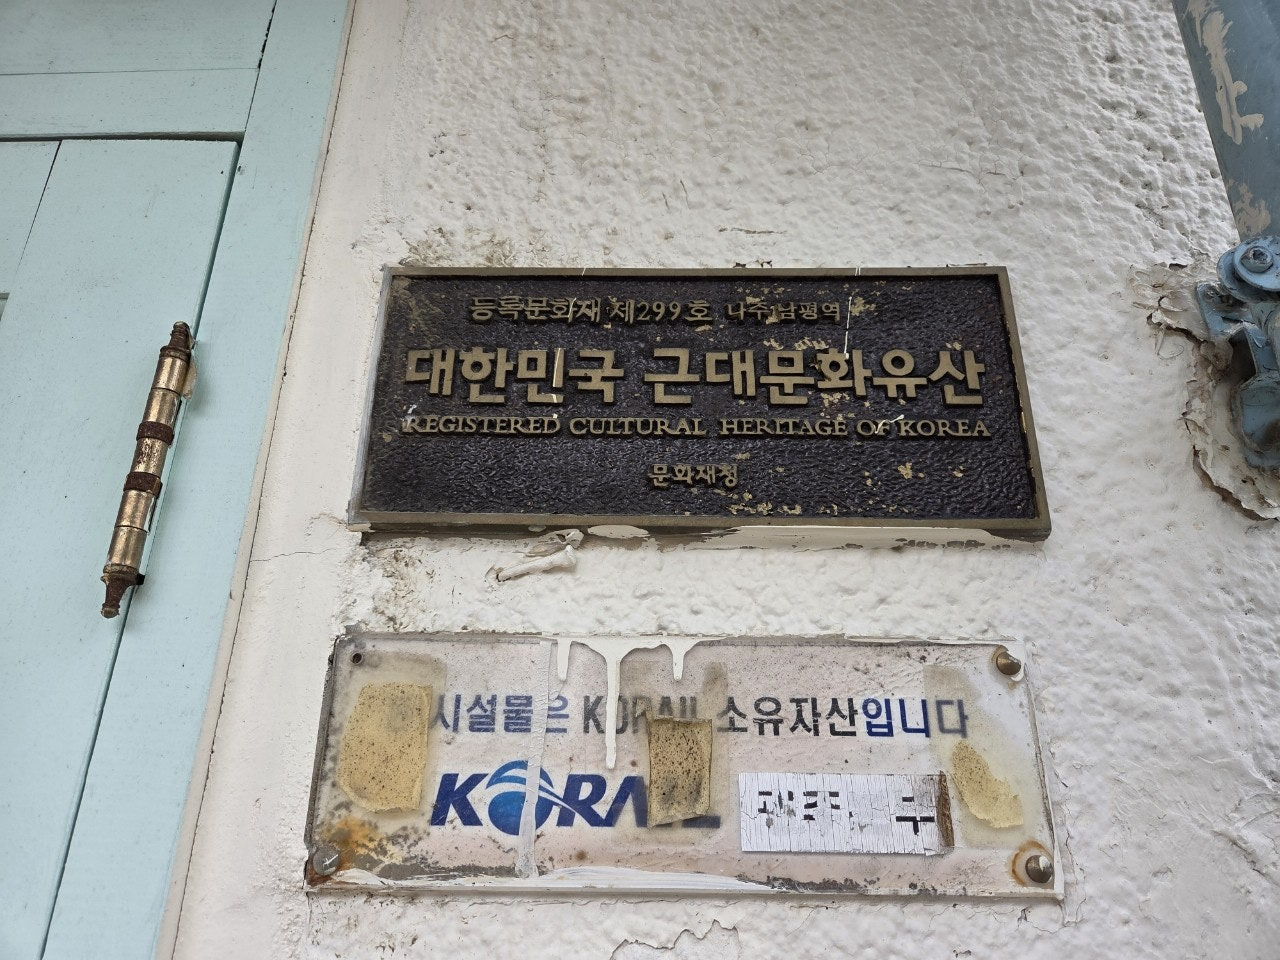 등록문화재 제299호 나주 남평역
대한민국 근대문화유산
REGISTERED CULTURAL HERITAGE OF KOREA
문화재청
시설물은 KORAIL 소유자산입니다
KORAIL